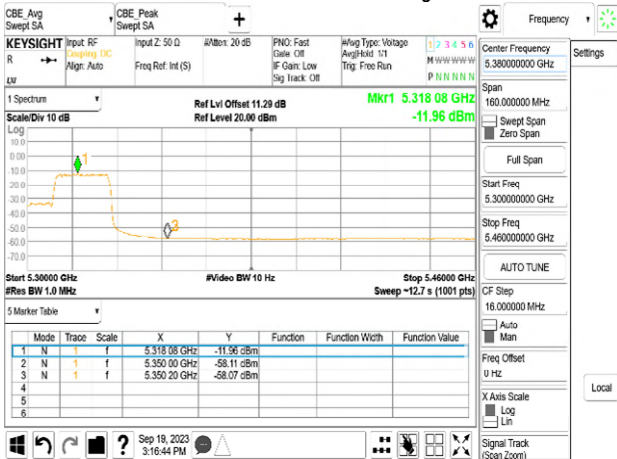 CBE_Avg
Swept SA
CBE_Peak
Swept SA
+
Frequency
KEYSIGHT
R
Input: RF
Coupling: DC
Align: Auto
Input Z: 50 Ω
Freq Ref: Int (S)
#Atten: 20 dB
PNO: Fast
Gate: Off
IF Gain: Low
Sig Track: Off
#Avg Type: Voltage
Avg|Hold: 1/1
Trig: Free Run
1 2 3 4 5 6
M W W W W W
P N N N N N
Center Frequency
5.380000000 GHz
Settings
Span
160.000000 MHz
Swept Span
Zero Span
Full Span
Start Freq
5.300000000 GHz
Stop Freq
5.460000000 GHz
AUTO TUNE
CF Step
16.000000 MHz
Auto
Man
Freq Offset
0 Hz
X Axis Scale
Log
Lin
Signal Track
(Span Zoom)
Local
1 Spectrum
Scale/Div 10 dB
Ref Lvl Offset 11.29 dB
Ref Level 20.00 dBm
Mkr1 5.318 08 GHz
-11.96 dBm
Log
10.0
0.00
-10.0
-20.0
-30.0
-40.0
-50.0
-60.0
-70.0
1
3
Start 5.30000 GHz
#Video BW 10 Hz
Stop 5.46000 GHz
#Res BW 1.0 MHz
Sweep ~12.7 s (1001 pts)
5 Marker Table
Mode Trace Scale X Y Function Function Width Function Value
1 N 1 f 5.318 08 GHz -11.96 dBm
2 N 1 f 5.350 00 GHz -58.11 dBm
3 N 1 f 5.350 20 GHz -58.07 dBm
4
5
6
?
Sep 19, 2023
3:16:44 PM